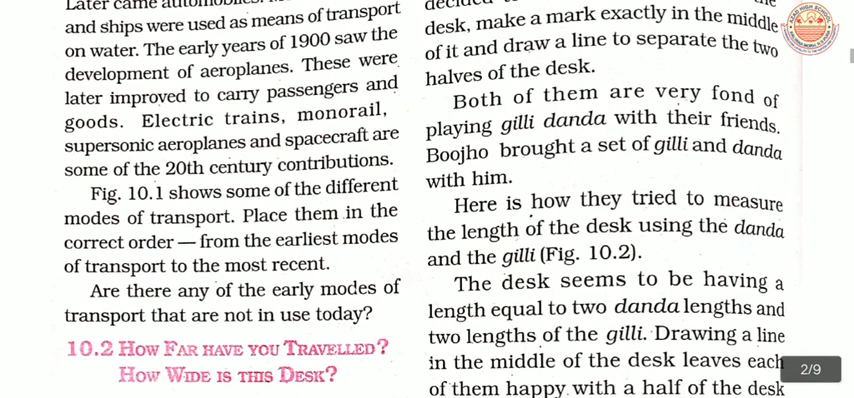 Later came automobiles.
and ships were used as means of transport
on water. The early years of 1900 saw the
development of aeroplanes. These were
later improved to carry passengers and
goods. Electric trains, monorail,
supersonic aeroplanes and spacecraft are
some of the 20th century contributions.
Fig. 10.1 shows some of the different
modes of transport. Place them in the
correct order — from the earliest modes
of transport to the most recent.
Are there any of the early modes of
transport that are not in use today?
10.2 HOW FAR HAVE YOU TRAVELLED?
HOW WIDE IS THIS DESK?
decided
the
desk, make a mark exactly in the middle
of it and draw a line to separate the two
halves of the desk.
Both of them are very fond of
playing gilli danda with their friends.
Boojho brought a set of gilli and danda
with him.
Here is how they tried to measure
the length of the desk using the danda
and the gilli (Fig. 10.2).
The desk seems to be having a
length equal to two danda lengths and
two lengths of the gilli. Drawing a line
in the middle of the desk leaves each
of them happy with a half of the desk
2/9